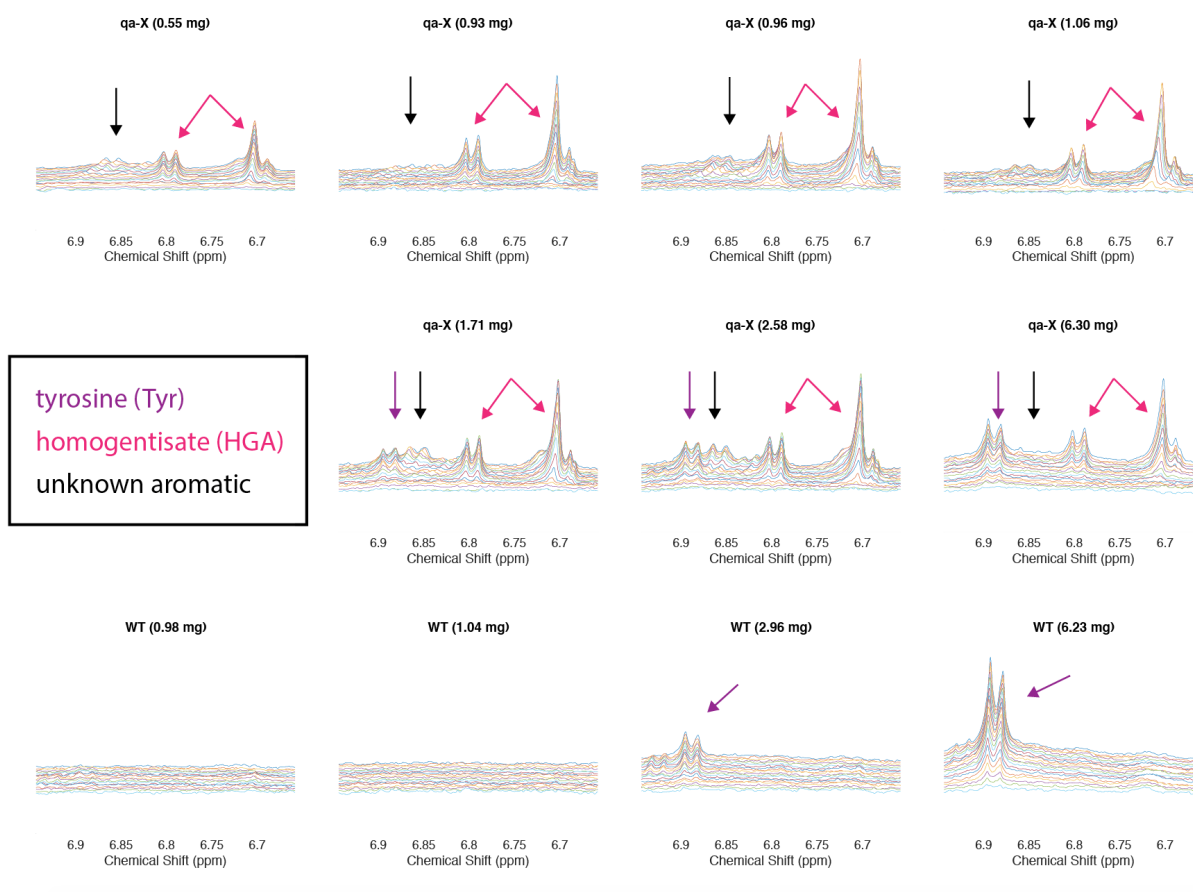 qa-X (0.55 mg)
qa-X (0.93 mg)
qa-X (0.96 mg)
qa-X (1.06 mg)
6.9 6.85 6.8 6.75 6.7
Chemical Shift (ppm)
6.9 6.85 6.8 6.75 6.7
Chemical Shift (ppm)
6.9 6.85 6.8 6.75 6.7
Chemical Shift (ppm)
6.9 6.85 6.8 6.75 6.7
Chemical Shift (ppm)
tyrosine (Tyr)
homogentisate (HGA)
unknown aromatic
qa-X (1.71 mg)
qa-X (2.58 mg)
qa-X (6.30 mg)
6.9 6.85 6.8 6.75 6.7
Chemical Shift (ppm)
6.9 6.85 6.8 6.75 6.7
Chemical Shift (ppm)
6.9 6.85 6.8 6.75 6.7
Chemical Shift (ppm)
WT (0.98 mg)
WT (1.04 mg)
WT (2.96 mg)
WT (6.23 mg)
6.9 6.85 6.8 6.75 6.7
Chemical Shift (ppm)
6.9 6.85 6.8 6.75 6.7
Chemical Shift (ppm)
6.9 6.85 6.8 6.75 6.7
Chemical Shift (ppm)
6.9 6.85 6.8 6.75 6.7
Chemical Shift (ppm)